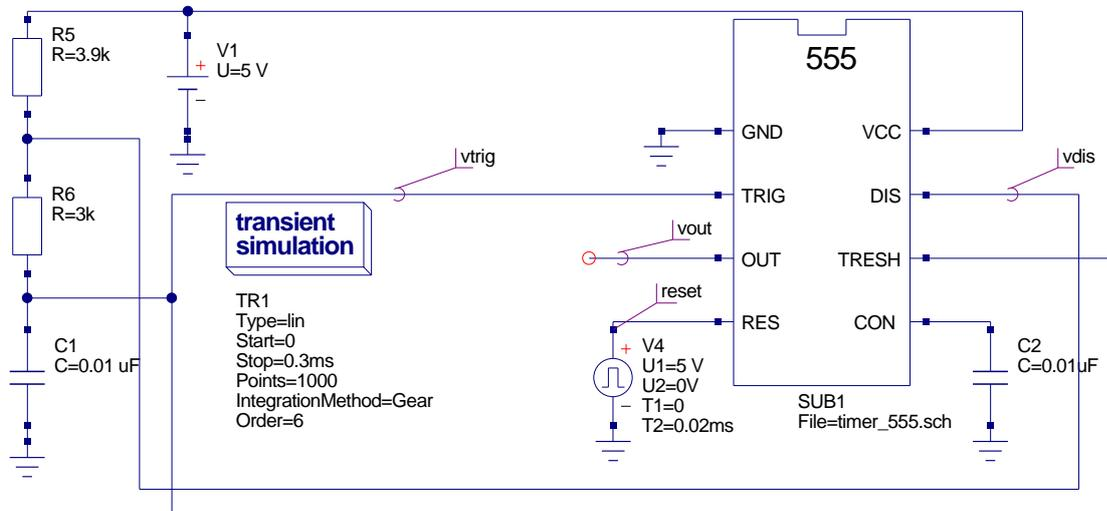 R5
R=3.9k
V1
+
U=5 V
−
555
GND
VCC
vtrig
vdis
R6
R=3k
TRIG
DIS
transient
simulation
vout
OUT
TRESH
reset
TR1
Type=lin
Start=0
Stop=0.3ms
Points=1000
IntegrationMethod=Gear
Order=6
RES
CON
C1
C=0.01 uF
+
V4
U1=5 V
U2=0V
−
T1=0
T2=0.02ms
C2
C=0.01uF
SUB1
File=timer_555.sch